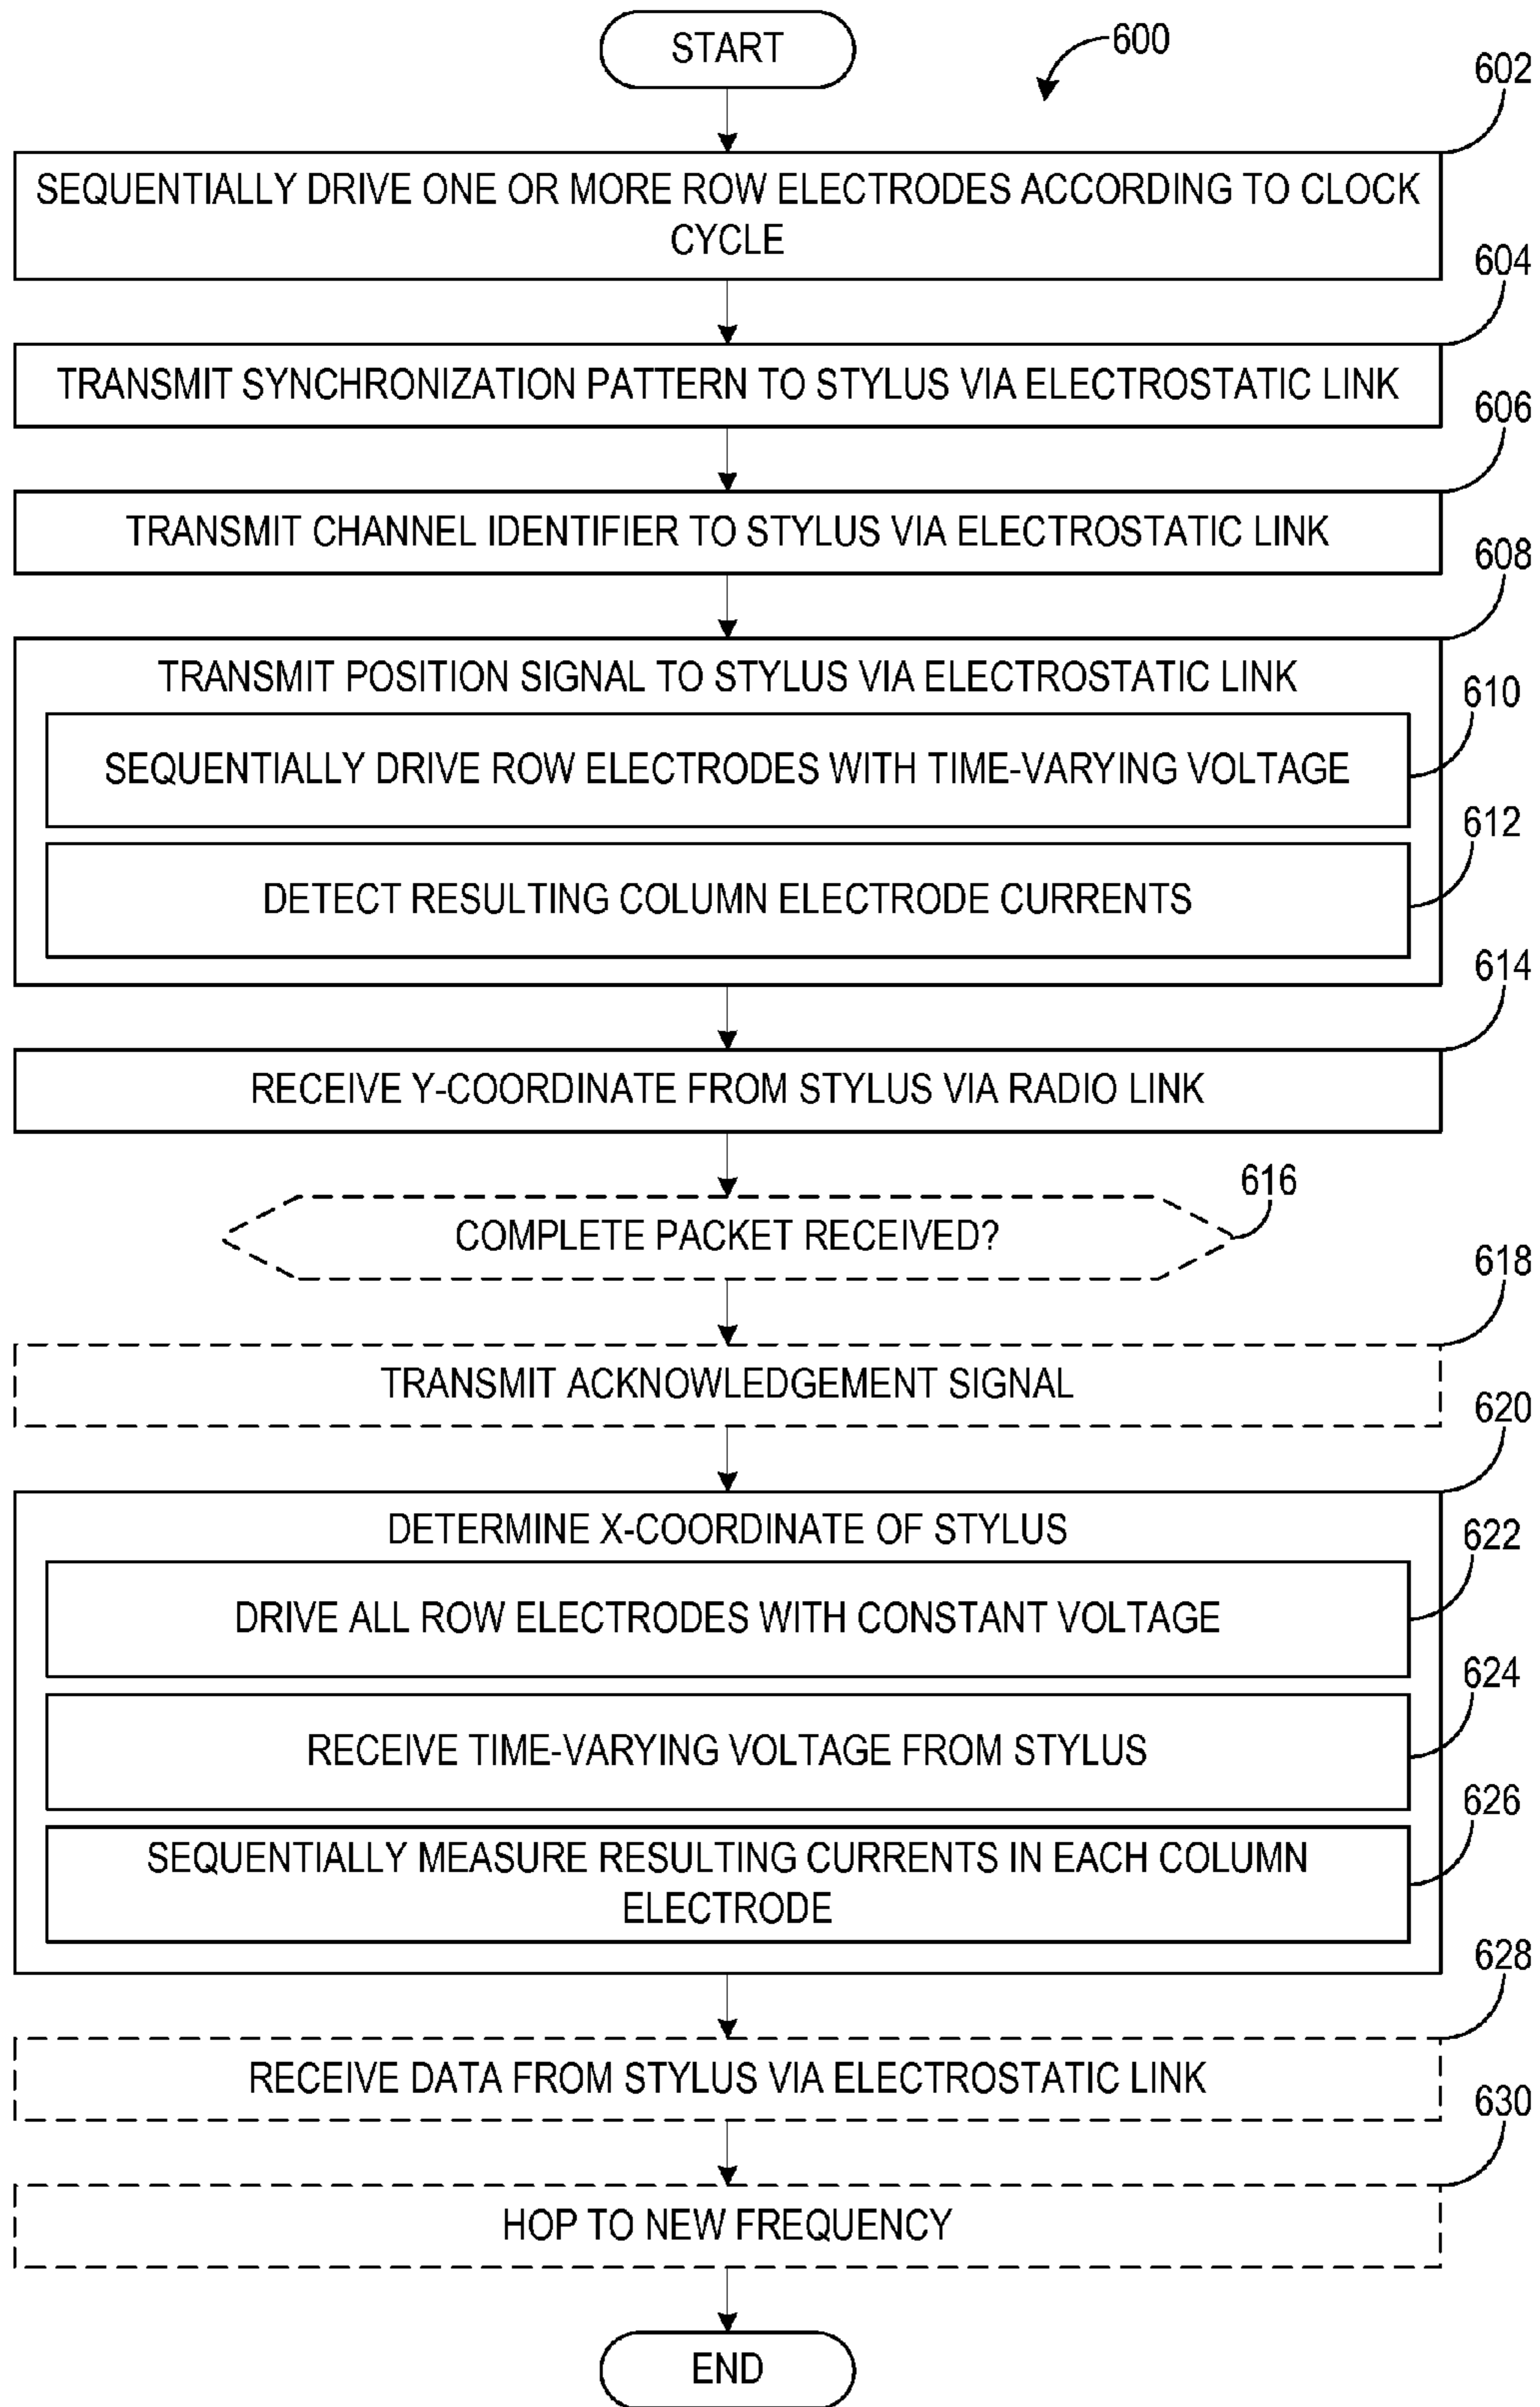 START
600
602
SEQUENTIALLY DRIVE ONE OR MORE ROW ELECTRODES ACCORDING TO CLOCK
CYCLE
604
TRANSMIT SYNCHRONIZATION PATTERN TO STYLUS VIA ELECTROSTATIC LINK
606
TRANSMIT CHANNEL IDENTIFIER TO STYLUS VIA ELECTROSTATIC LINK
608
TRANSMIT POSITION SIGNAL TO STYLUS VIA ELECTROSTATIC LINK
610
SEQUENTIALLY DRIVE ROW ELECTRODES WITH TIME-VARYING VOLTAGE
612
DETECT RESULTING COLUMN ELECTRODE CURRENTS
614
RECEIVE Y-COORDINATE FROM STYLUS VIA RADIO LINK
616
COMPLETE PACKET RECEIVED?
618
TRANSMIT ACKNOWLEDGEMENT SIGNAL
620
DETERMINE X-COORDINATE OF STYLUS
622
DRIVE ALL ROW ELECTRODES WITH CONSTANT VOLTAGE
624
RECEIVE TIME-VARYING VOLTAGE FROM STYLUS
626
SEQUENTIALLY MEASURE RESULTING CURRENTS IN EACH COLUMN
ELECTRODE
628
RECEIVE DATA FROM STYLUS VIA ELECTROSTATIC LINK
630
HOP TO NEW FREQUENCY
END